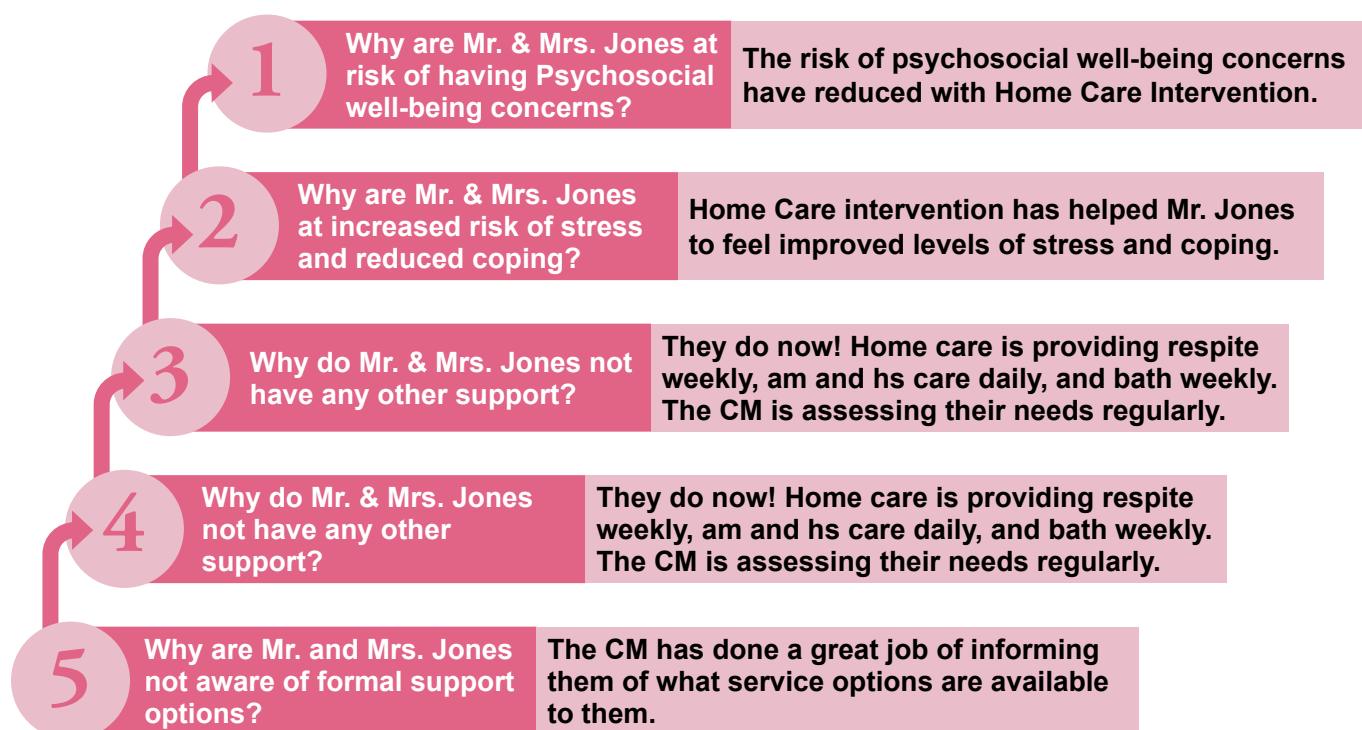 1
Why are Mr. & Mrs. Jones at
risk of having Psychosocial
well-being concerns?
The risk of psychosocial well-being concerns
have reduced with Home Care Intervention.
2
Why are Mr. & Mrs. Jones
at increased risk of stress
and reduced coping?
Home Care intervention has helped Mr. Jones
to feel improved levels of stress and coping.
3
Why do Mr. & Mrs. Jones not
have any other support?
They do now! Home care is providing respite
weekly, am and hs care daily, and bath weekly.
The CM is assessing their needs regularly.
4
Why do Mr. & Mrs. Jones
not have any other
support?
They do now! Home care is providing respite
weekly, am and hs care daily, and bath weekly.
The CM is assessing their needs regularly.
5
Why are Mr. and Mrs. Jones
not aware of formal support
options?
The CM has done a great job of informing
them of what service options are available
to them.